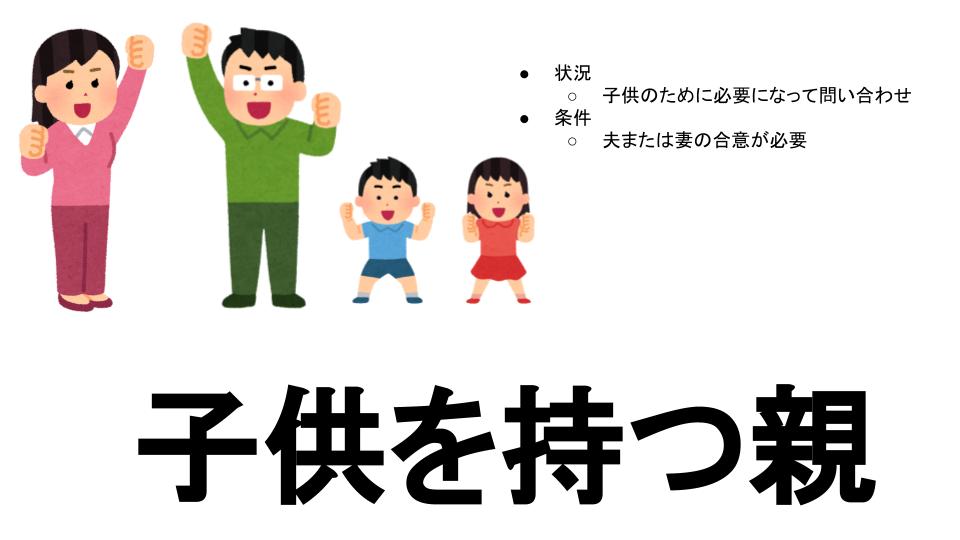 ● 状況
○ 子供のために必要になって問い合わせ
● 条件
○ 夫または妻の合意が必要
子供を持つ親